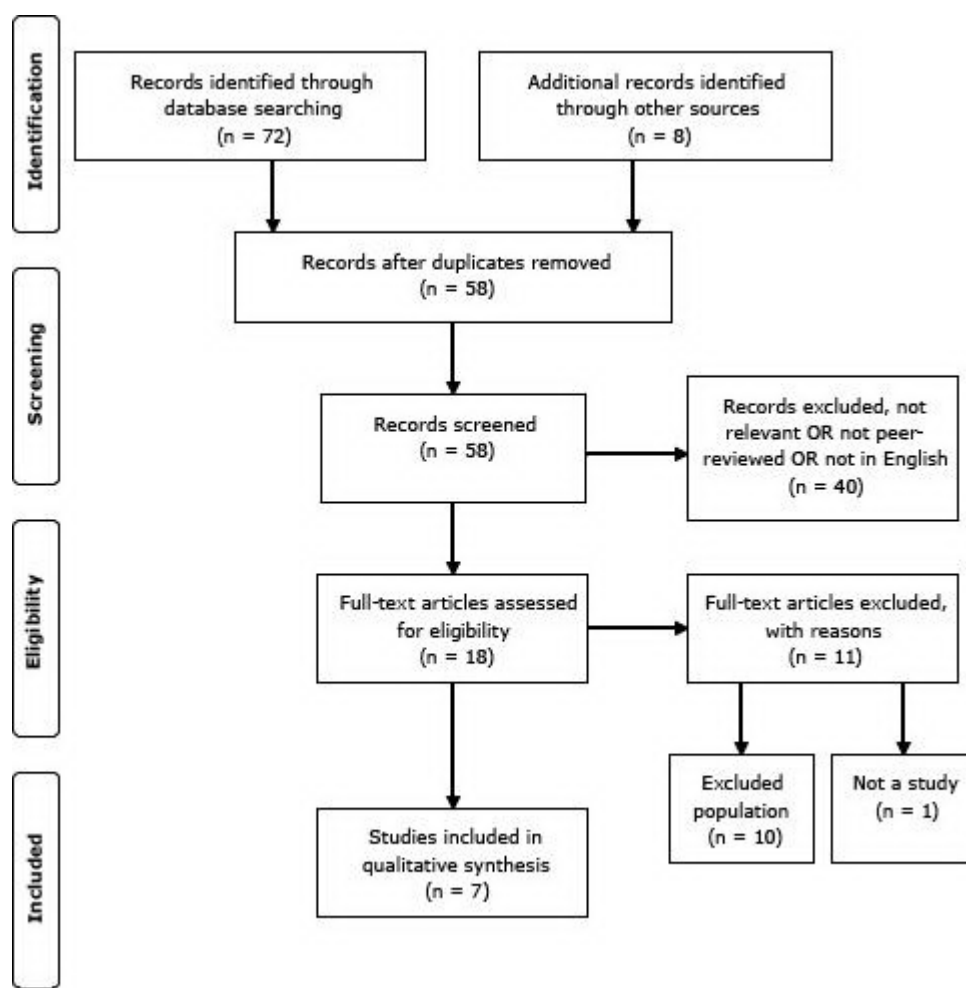 Identification
Records identified through
database searching
(n = 72)
Additional records identified
through other sources
(n = 8)
Records after duplicates removed
(n = 58)
Screening
Records screened
(n = 58)
Records excluded, not
relevant OR not peer-
reviewed OR not in English
(n = 40)
Eligibility
Full-text articles assessed
for eligibility
(n = 18)
Full-text articles excluded,
with reasons
(n = 11)
Excluded
population
(n = 10)
Not a study
(n = 1)
Included
Studies included in
qualitative synthesis
(n = 7)